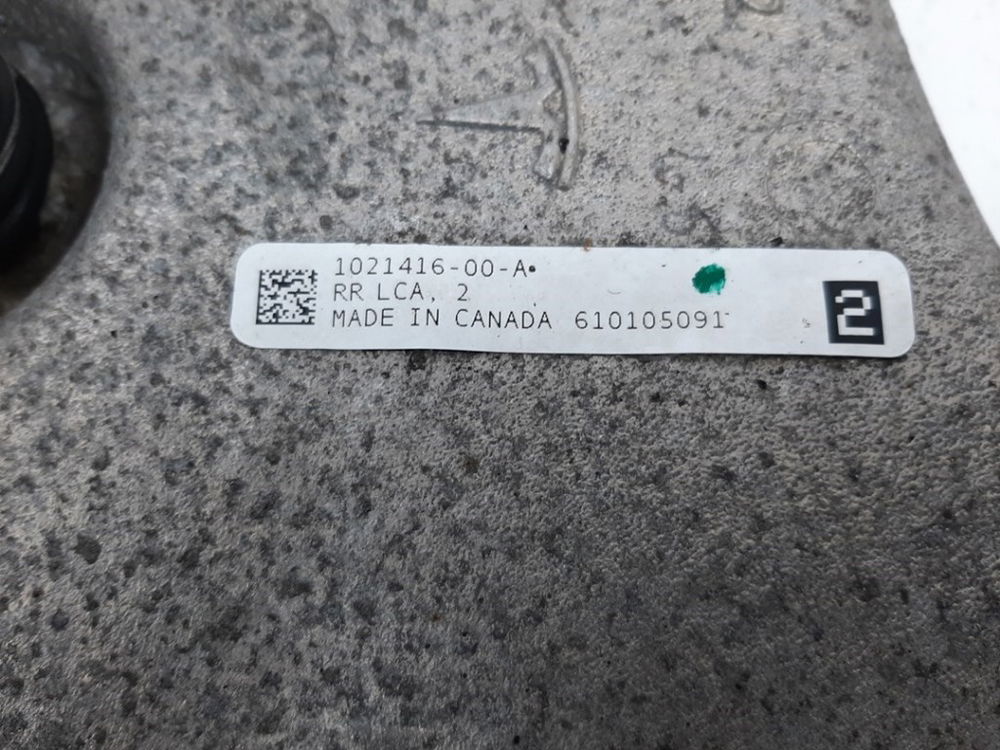 1021416-00-A
RR LCA, 2
MADE IN CANADA 610105091
2